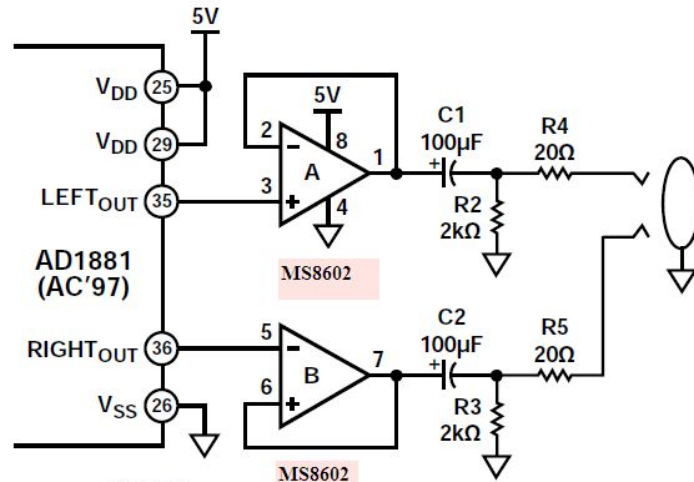 5V
VDD 25
5V
VDD 29
2 − 8 1
C1
100µF
+
R4
20Ω
LEFTOUT 35
3 + A 4
R2
2kΩ
AD1881
(AC'97)
MS8602
RIGHTOUT 36
5 − B 7
6 +
C2
100µF
+
R5
20Ω
VSS 26
R3
2kΩ
MS8602